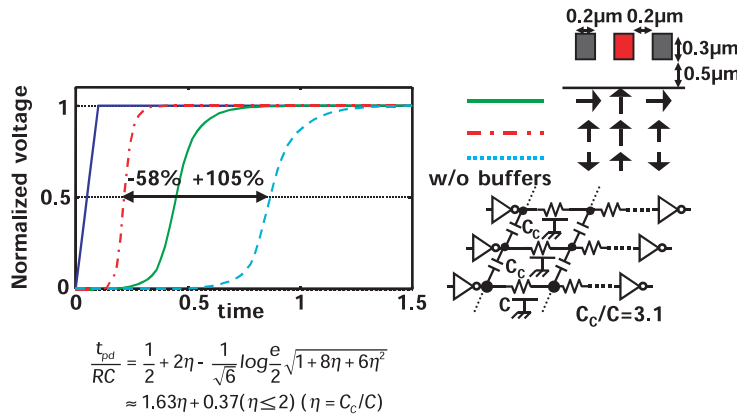 0.2μm 0.2μm
0.3μm
0.5μm
Normalized voltage
1
0.5
0
-58% +105%
0 0.5 1 1.5
time
w/o buffers
C_C
C_C
C
C_C/C=3.1
t_pd/RC = 1/2 + 2η - 1/√6 log e/2 √1+8η+6η²
≈ 1.63η + 0.37(η≤2) (η = C_C/C)